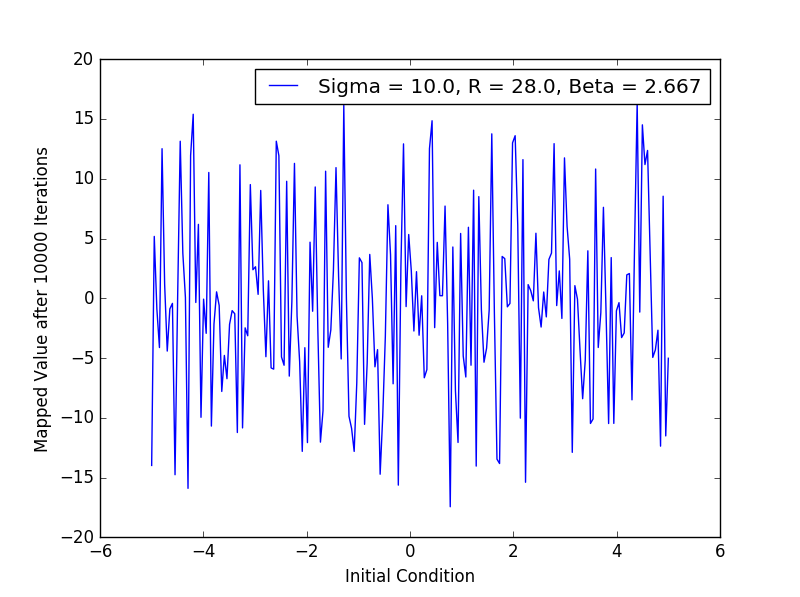 Sigma = 10.0, R = 28.0, Beta = 2.667
20
15
10
5
0
−5
−10
−15
−20
Mapped Value after 10000 Iterations
−6 −4 −2 0 2 4 6
Initial Condition